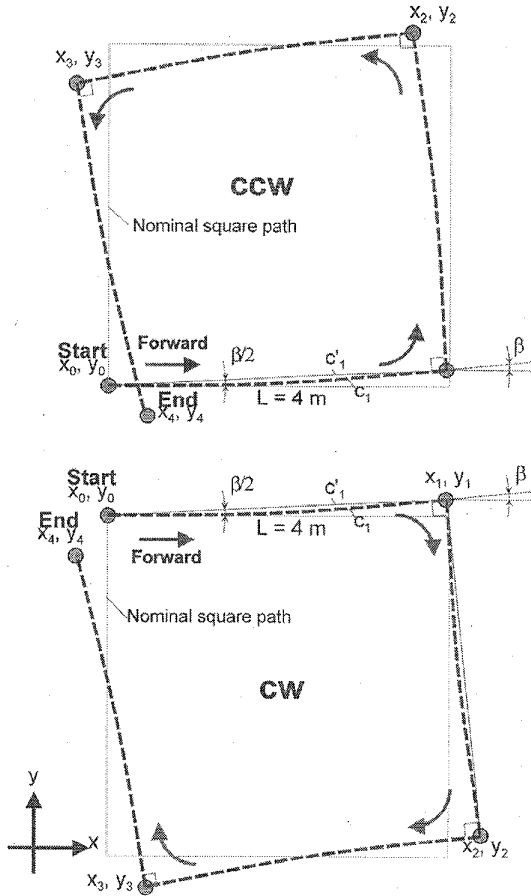 x₂, y₂
x₃, y₃
CCW
Nominal square path
Forward
Start
x₀, y₀
β/2
c'₁
β
End
x₄, y₄
L = 4 m
c₁
Start
x₀, y₀
β/2
c'₁
x₁, y₁
β
End
x₄, y₄
L = 4 m
c₁
Forward
Nominal square path
CW
y
x
x₂, y₂
x₃, y₃